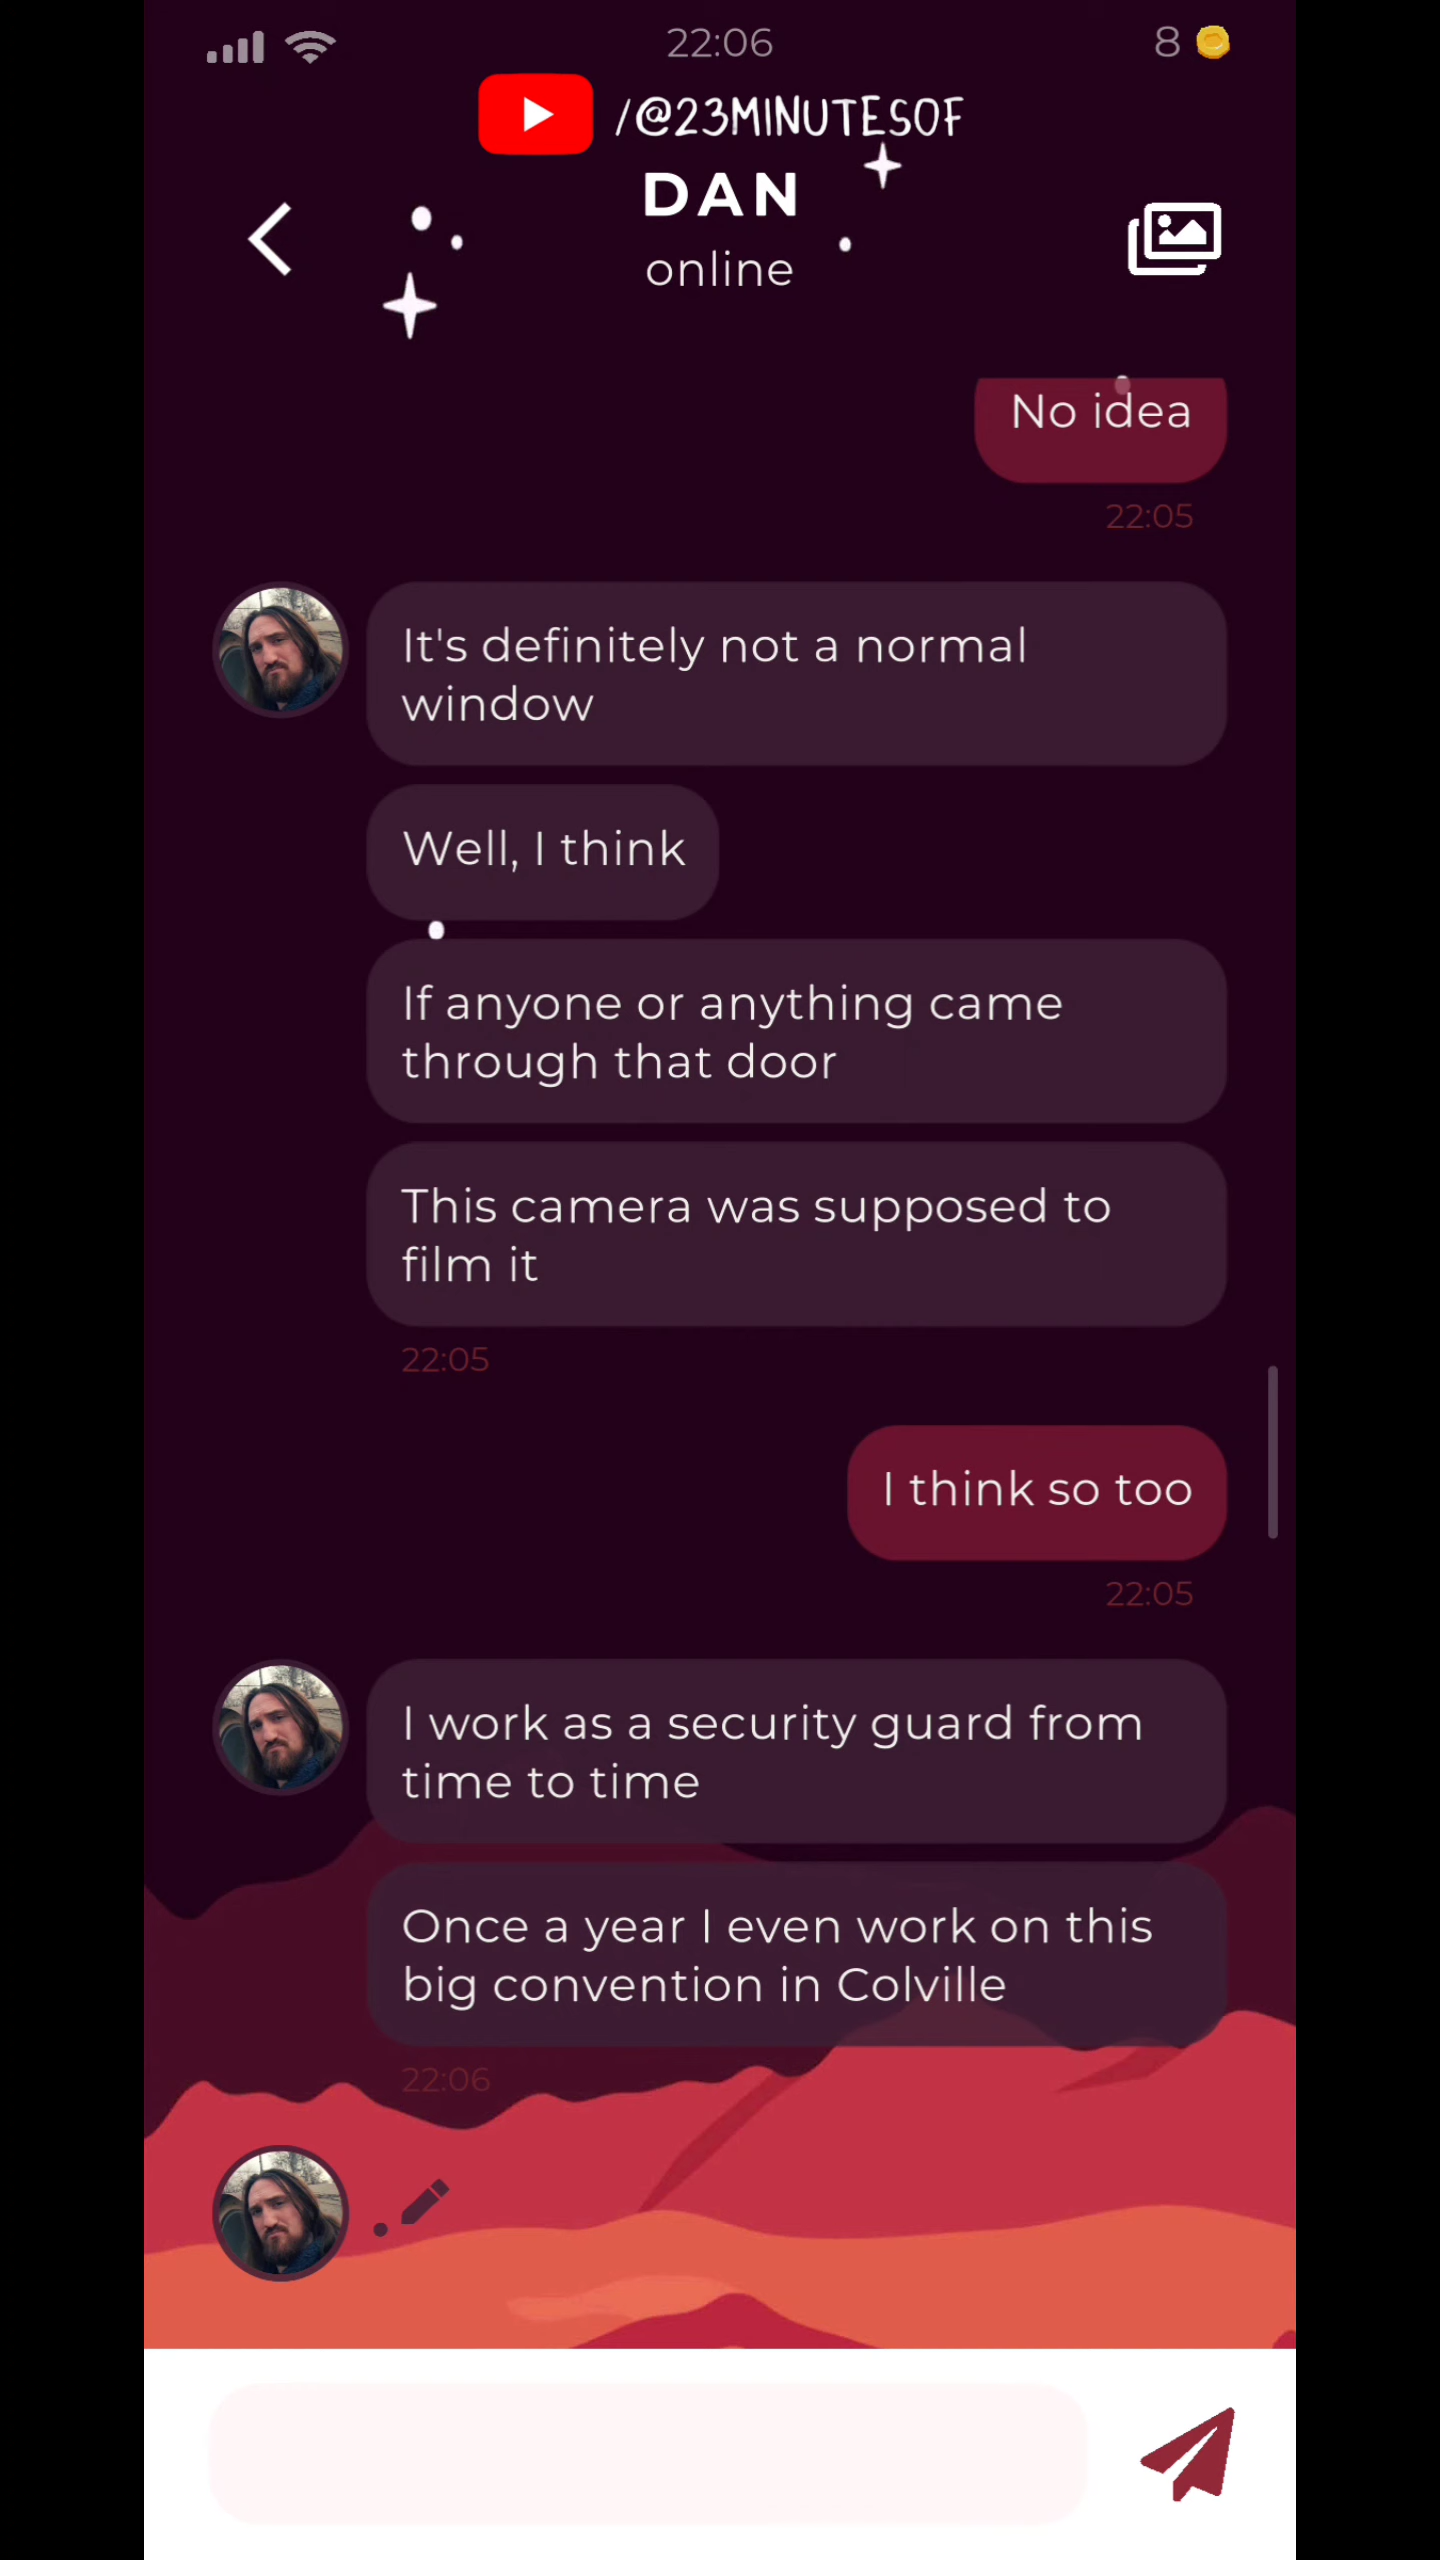 22:06
8
/@23MINUTESOF
DAN
online
No idea
22:05
It's definitely not a normal
window
Well, I think
If anyone or anything came
through that door
This camera was supposed to
film it
22:05
I think so too
22:05
I work as a security guard from
time to time
Once a year I even work on this
big convention in Colville
22:06